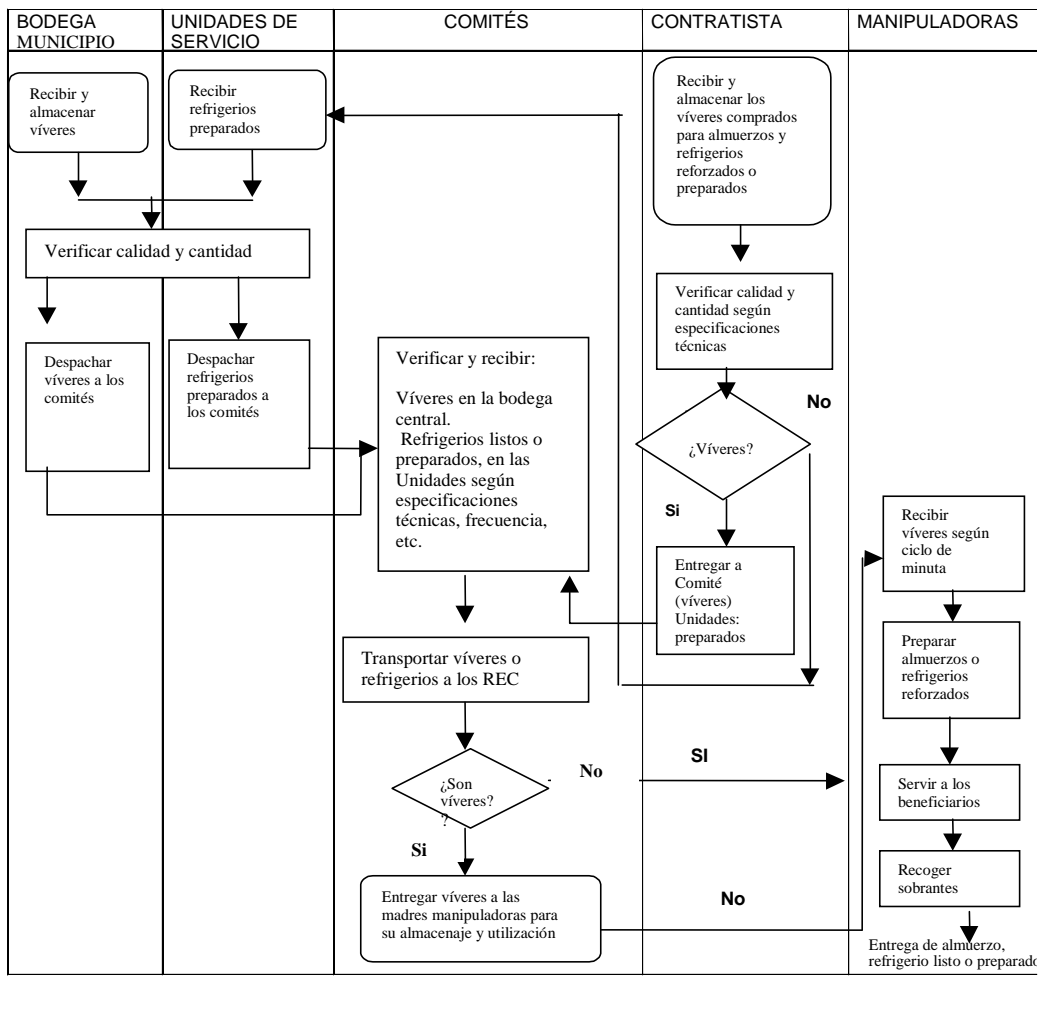 BODEGA
MUNICIPIO
UNIDADES DE
SERVICIO
COMITÉS
CONTRATISTA
MANIPULADORAS
Recibir y
almacenar
víveres
Recibir
refrigerios
preparados
Verificar calidad y cantidad
Despachar
víveres a los
comités
Despachar
refrigerios
preparados a
los comités
Verificar y recibir:
Víveres en la bodega
central.
Refrigerios listos o
preparados, en las
Unidades según
especificaciones
técnicas, frecuencia,
etc.
Transportar víveres o
refrigerios a los REC
¿Son
víveres?
?
No
Si
Entregar víveres a las
madres manipuladoras para
su almacenaje y utilización
Recibir y
almacenar los
víveres comprados
para almuerzos y
refrigerios
reforzados o
preparados
Verificar calidad y
cantidad según
especificaciones
técnicas
¿Víveres?
No
Si
Entregar a
Comité
(víveres)
Unidades:
preparados
SI
No
Recibir
víveres según
ciclo de
minuta
Preparar
almuerzos o
refrigerios
reforzados
Servir a los
beneficiarios
Recoger
sobrantes
Entrega de almuerzo,
refrigerio listo o preparado